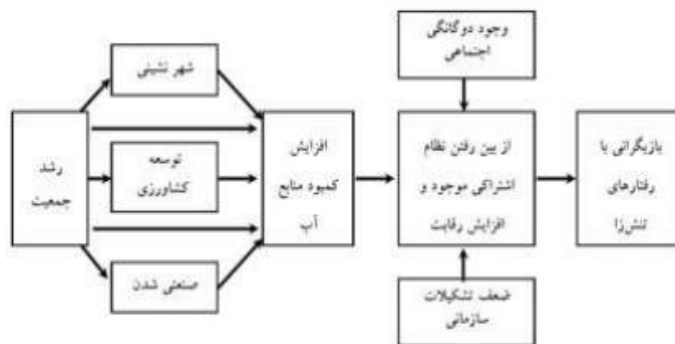 وجود دوگانگی
اجتماعی
شهر نشینی
رشد
جمعیت
توسعه
کشاورزی
افزایش
کمبود منابع
آب
از بین رفتن نظام
اشتراکی موجود و
افزایش رقابت
بازیگرانی با
رفتارهای
تنش‌زا
صنعتی شدن
ضعف تشکیلات
سازمانی